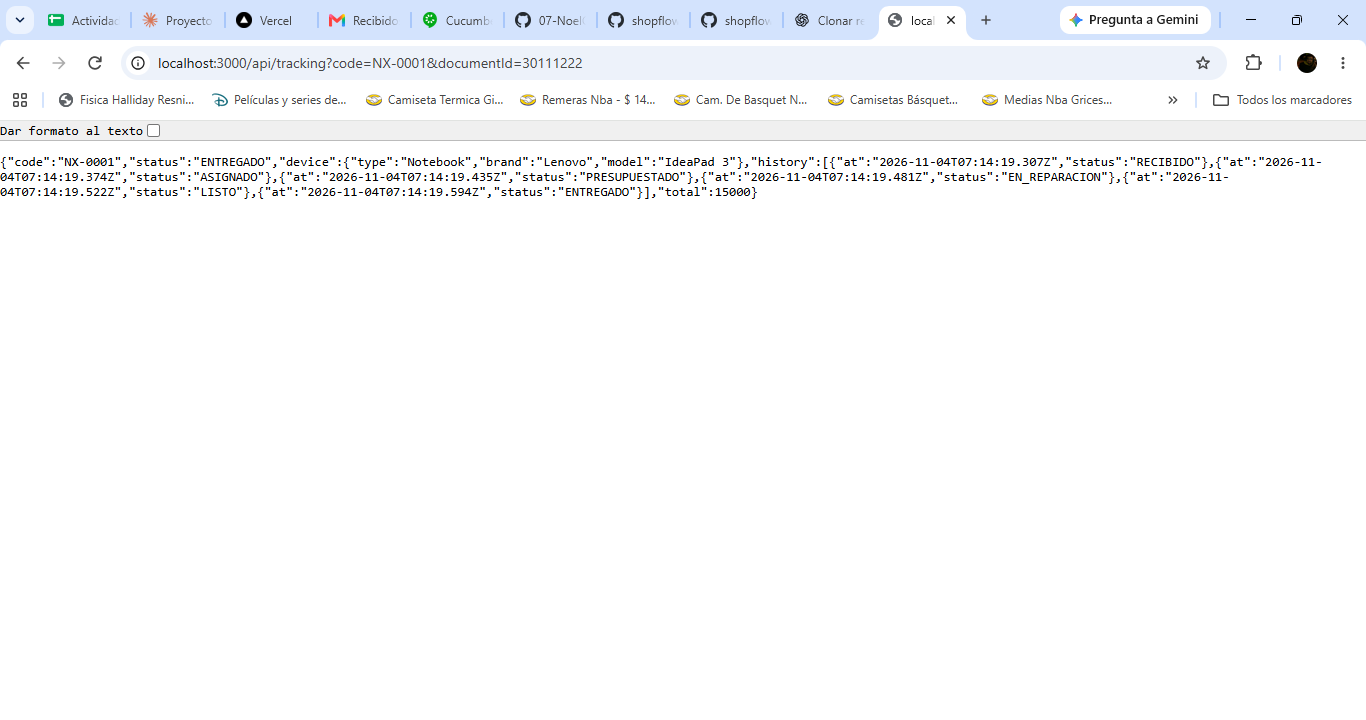 Actividad
Proyecto
Vercel
Recibido
Cucumb
07-Noel
shopflow
shopflow
Clonar re
local
Pregunta a Gemini
localhost:3000/api/tracking?code=NX-0001&documentId=30111222
Fisica Halliday Resni...
Películas y series de...
Camiseta Termica Gi...
Remeras Nba - $ 14...
Cam. De Basquet N...
Camisetas Básquet...
Medias Nba Grices...
»
Todos los marcadores
Dar formato al texto
{"code":"NX-0001","status":"ENTREGADO","device":{"type":"Notebook","brand":"Lenovo","model":"IdeaPad 3"},"history":[{"at":"2026-11-04T07:14:19.307Z","status":"RECIBIDO"},{"at":"2026-11-
04T07:14:19.374Z","status":"ASIGNADO"},{"at":"2026-11-04T07:14:19.435Z","status":"PRESUPUESTADO"},{"at":"2026-11-04T07:14:19.481Z","status":"EN_REPARACION"},{"at":"2026-11-
04T07:14:19.522Z","status":"LISTO"},{"at":"2026-11-04T07:14:19.594Z","status":"ENTREGADO"}],"total":15000}